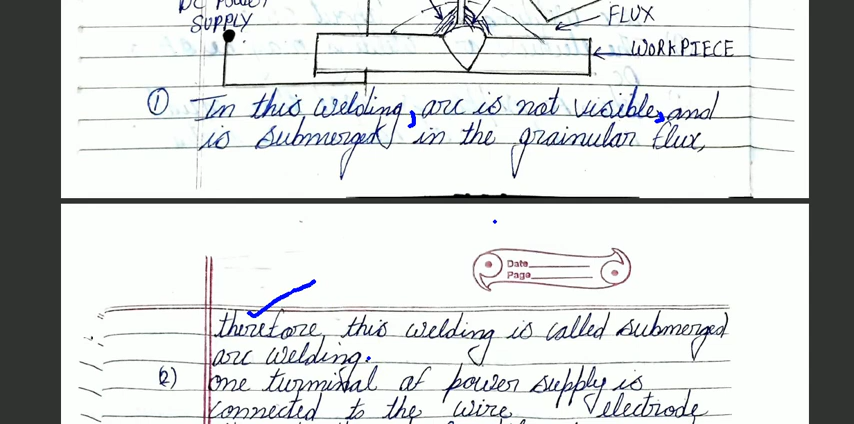 DC POWER
SUPPLY
FLUX
WORKPIECE
① In this, welding, arc is not visible, and
is submerged in the grainular flux,
Date
Page
therefore, this welding is called submerged
arc welding.
(2) one terminal of power supply is
connected to the wire electrode